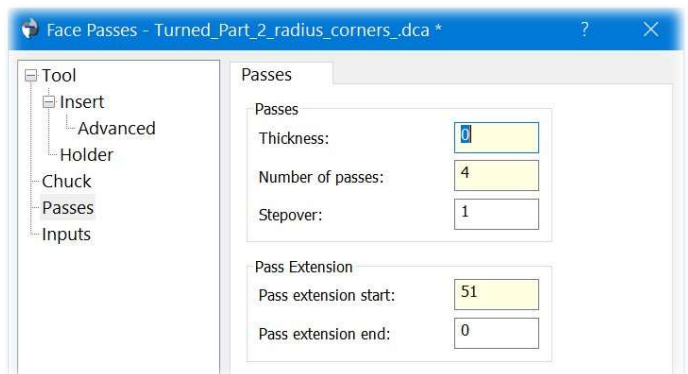 Face Passes - Turned_Part_2_radius_corners_.dca * ? ×
Tool
Insert
Advanced
Holder
Chuck
Passes
Inputs
Passes
Passes
Thickness: 0
Number of passes: 4
Stepover: 1
Pass Extension
Pass extension start: 51
Pass extension end: 0